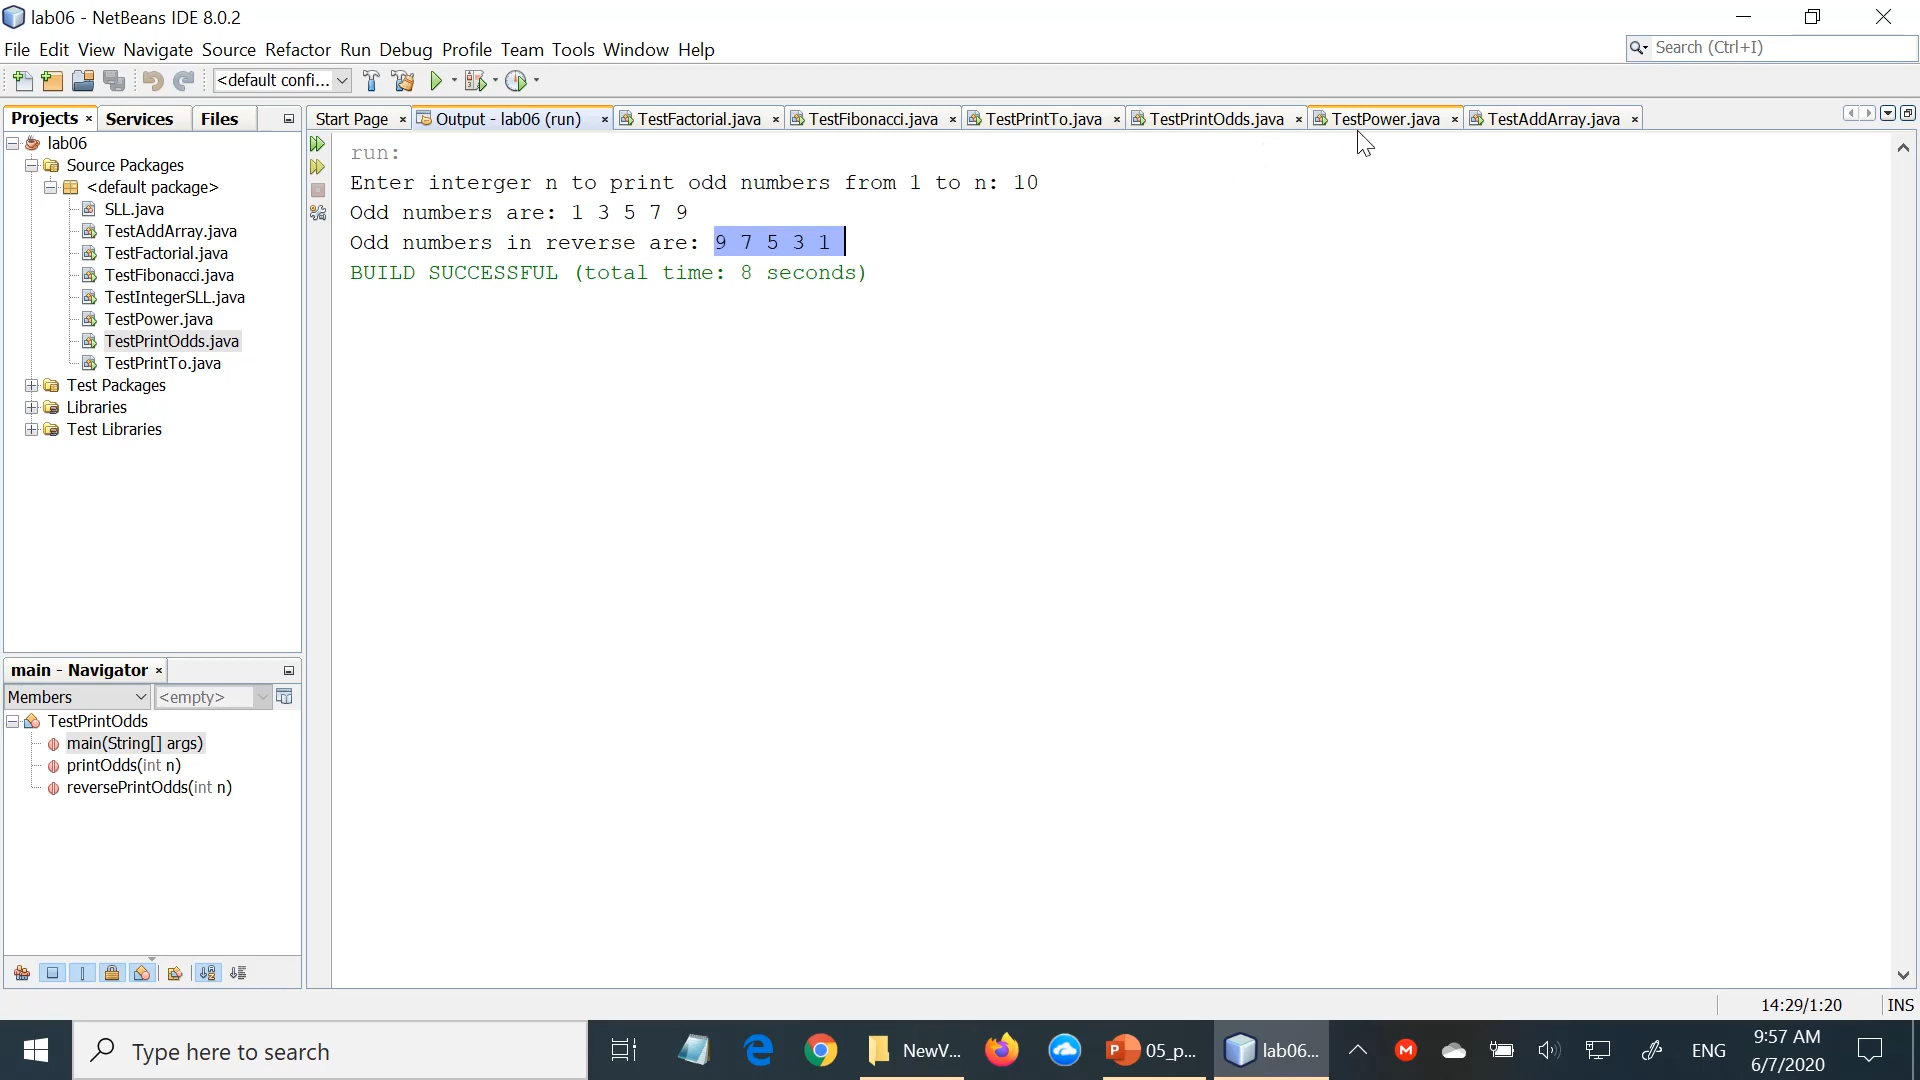 lab06 - NetBeans IDE 8.0.2
File Edit View Navigate Source Refactor Run Debug Profile Team Tools Window Help
Search (Ctrl+I)
<default confi...
Projects Services Files
Start Page Output - lab06 (run) TestFactorial.java TestFibonacci.java TestPrintTo.java TestPrintOdds.java TestPower.java TestAddArray.java
lab06
Source Packages
<default package>
SLL.java
TestAddArray.java
TestFactorial.java
TestFibonacci.java
TestIntegerSLL.java
TestPower.java
TestPrintOdds.java
TestPrintTo.java
Test Packages
Libraries
Test Libraries
run:
Enter interger n to print odd numbers from 1 to n: 10
Odd numbers are: 1 3 5 7 9
Odd numbers in reverse are: 9 7 5 3 1
BUILD SUCCESSFUL (total time: 8 seconds)
main - Navigator
Members <empty>
TestPrintOdds
main(String[] args)
printOdds(int n)
reversePrintOdds(int n)
14:29/1:20 INS
Type here to search
NewV...
05_p...
lab06...
ENG
9:57 AM
6/7/2020